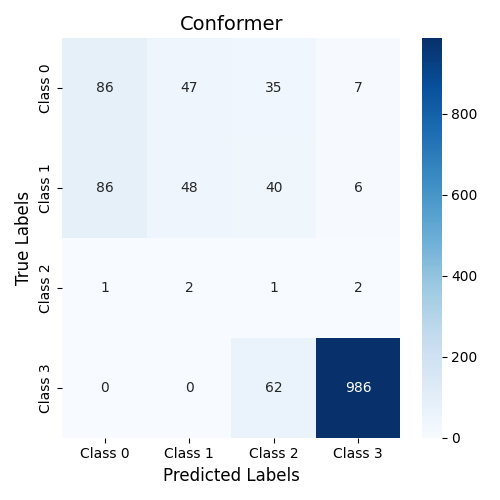 Conformer
True Labels
Class 0
86 47 35 7
Class 1
86 48 40 6
Class 2
1 2 1 2
Class 3
0 0 62 986
Class 0 Class 1 Class 2 Class 3
Predicted Labels
800
600
400
200
0